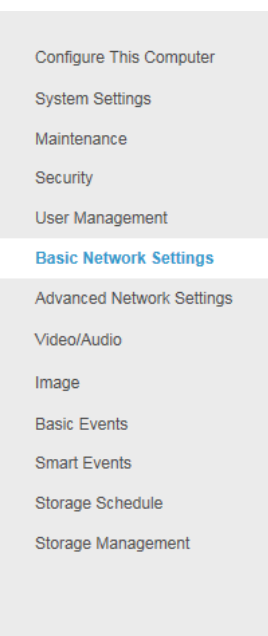 Configure This Computer
System Settings
Maintenance
Security
User Management
Basic Network Settings
Advanced Network Settings
Video/Audio
Image
Basic Events
Smart Events
Storage Schedule
Storage Management